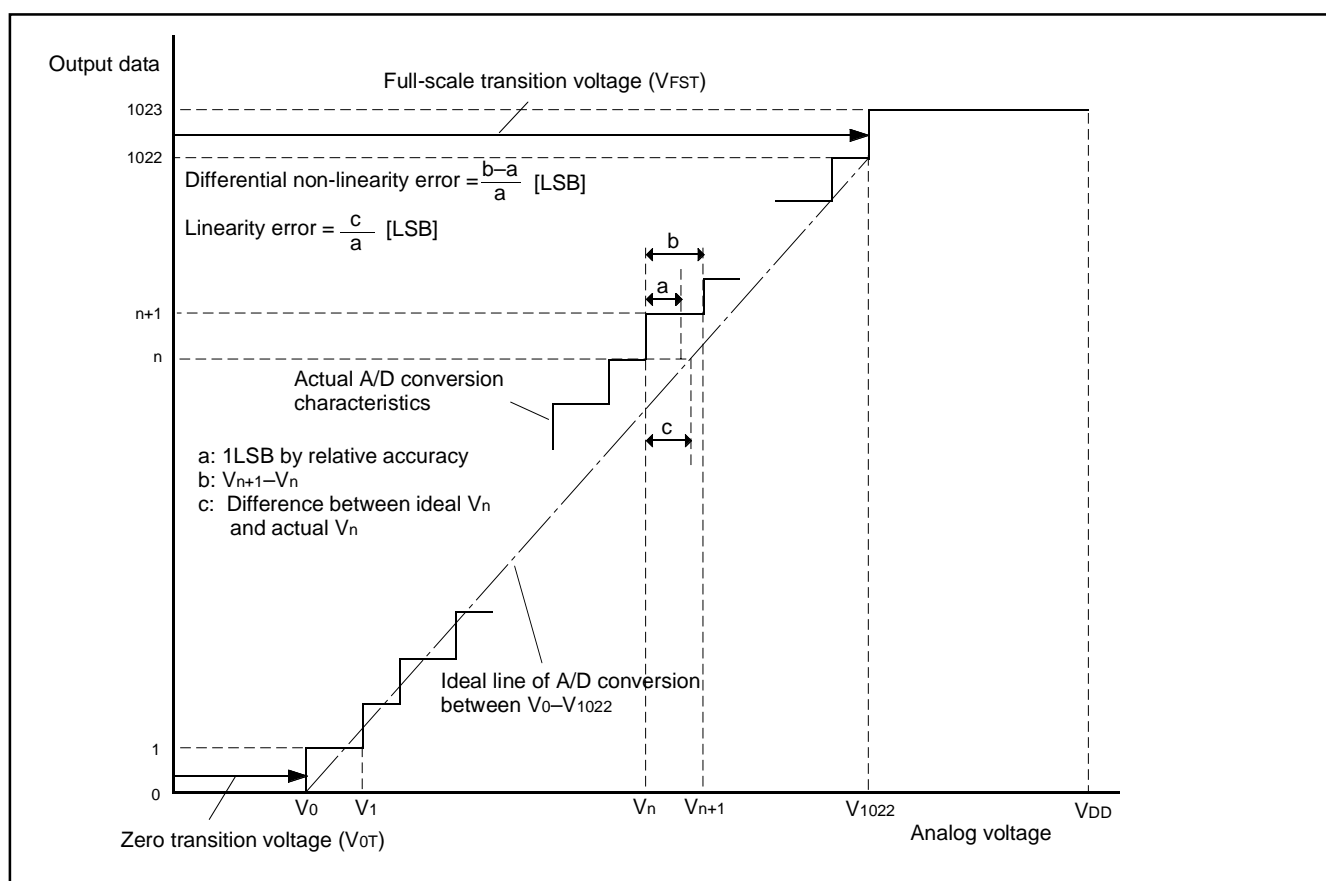 Output data
Full-scale transition voltage (VFST)
1023
1022
Differential non-linearity error = b–a / a [LSB]
Linearity error = c / a [LSB]
b
a
n+1
n
Actual A/D conversion
characteristics
c
a: 1LSB by relative accuracy
b: Vn+1–Vn
c: Difference between ideal Vn
and actual Vn
Ideal line of A/D conversion
between V0–V1022
1
0
V0
V1
Vn
Vn+1
V1022
VDD
Zero transition voltage (V0T)
Analog voltage